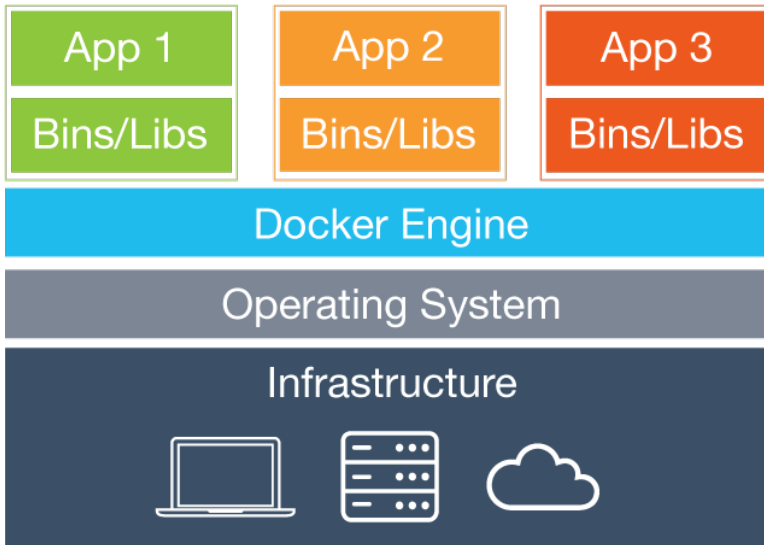 App 1
App 2
App 3
Bins/Libs
Bins/Libs
Bins/Libs
Docker Engine
Operating System
Infrastructure